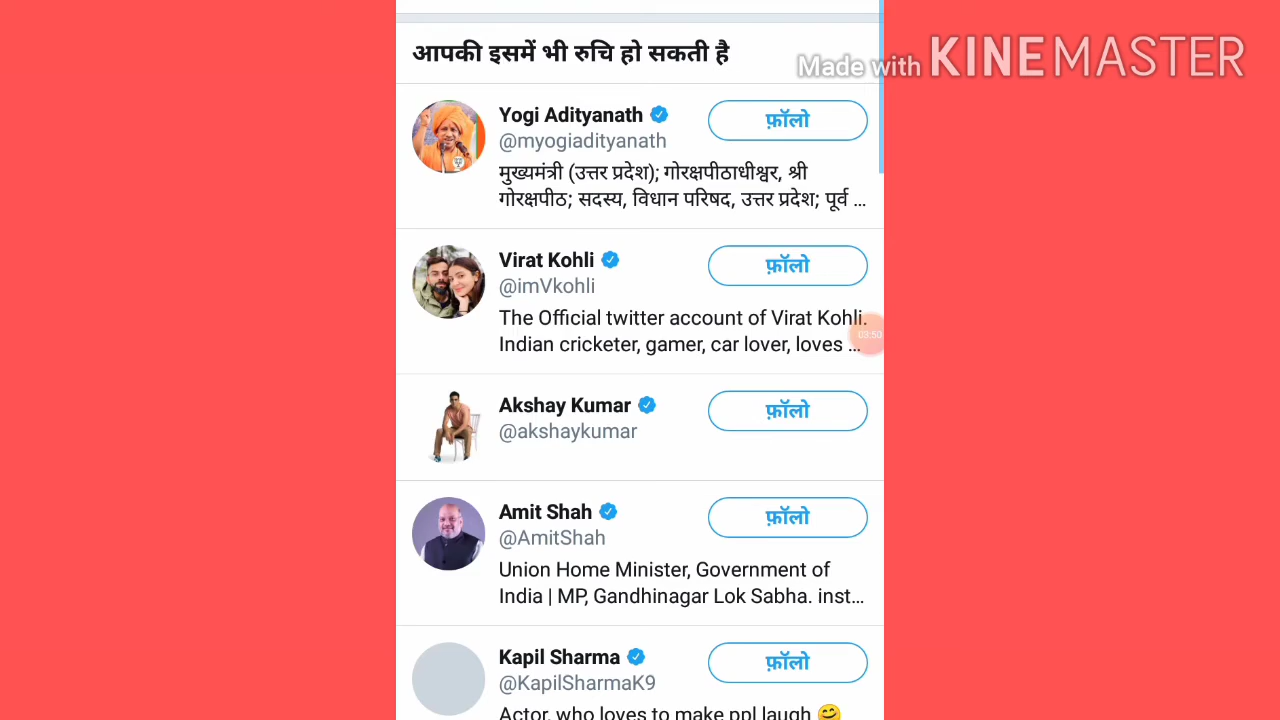 आपकी इसमें भी रुचि हो सकती है
Made with KINEMASTER
Yogi Adityanath
फ़ॉलो
@myogiadityanath
मुख्यमंत्री (उत्तर प्रदेश); गोरक्षपीठाधीश्वर, श्री
गोरक्षपीठ; सदस्य, विधान परिषद, उत्तर प्रदेश; पूर्व ...
Virat Kohli
फ़ॉलो
@imVkohli
The Official twitter account of Virat Kohli.
03:50
Indian cricketer, gamer, car lover, loves ...
Akshay Kumar
फ़ॉलो
@akshaykumar
Amit Shah
फ़ॉलो
@AmitShah
Union Home Minister, Government of
India | MP, Gandhinagar Lok Sabha. inst...
Kapil Sharma
फ़ॉलो
@KapilSharmaK9
Actor, who loves to make ppl laugh 🤗